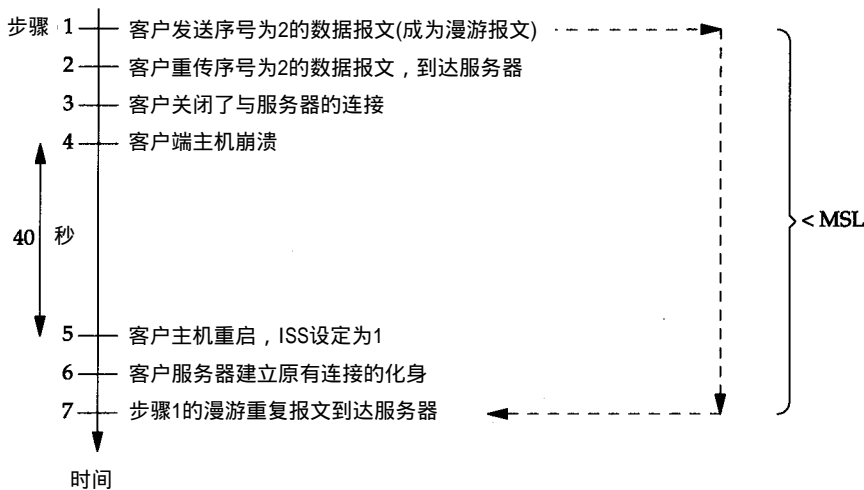 步骤 1 客户发送序号为2的数据报文(成为漫游报文)
2 客户重传序号为2的数据报文，到达服务器
3 客户关闭了与服务器的连接
4 客户端主机崩溃
< MSL
40 秒
5 客户主机重启，ISS设定为1
6 客户服务器建立原有连接的化身
7 步骤1的漫游重复报文到达服务器
时间